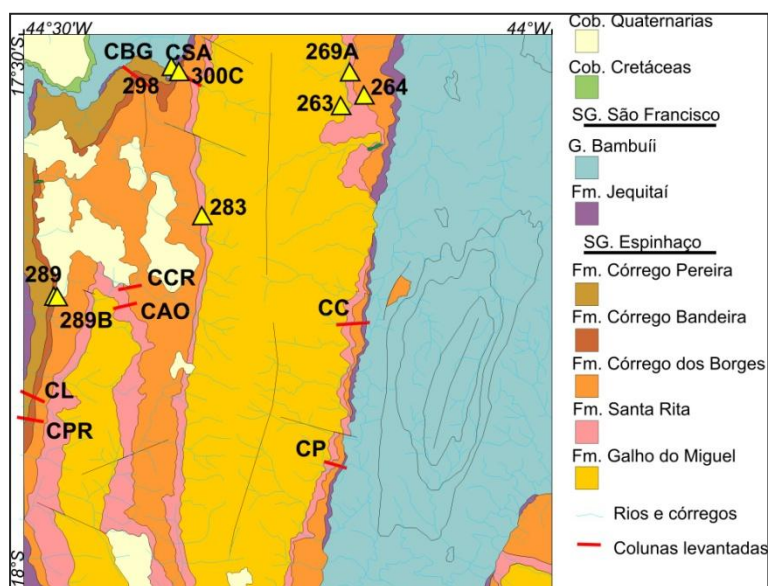 44°30'W
44°W
17°30'S
18°S
CBG
CSA
298
300C
269A
264
263
283
289
289B
CCR
CAO
CC
CL
CPR
CP
Cob. Quaternarias
Cob. Cretáceas
SG. São Francisco
G. Bambuíi
Fm. Jequitaí
SG. Espinhaço
Fm. Córrego Pereira
Fm. Córrego Bandeira
Fm. Córrego dos Borges
Fm. Santa Rita
Fm. Galho do Miguel
Rios e córregos
Colunas levantadas